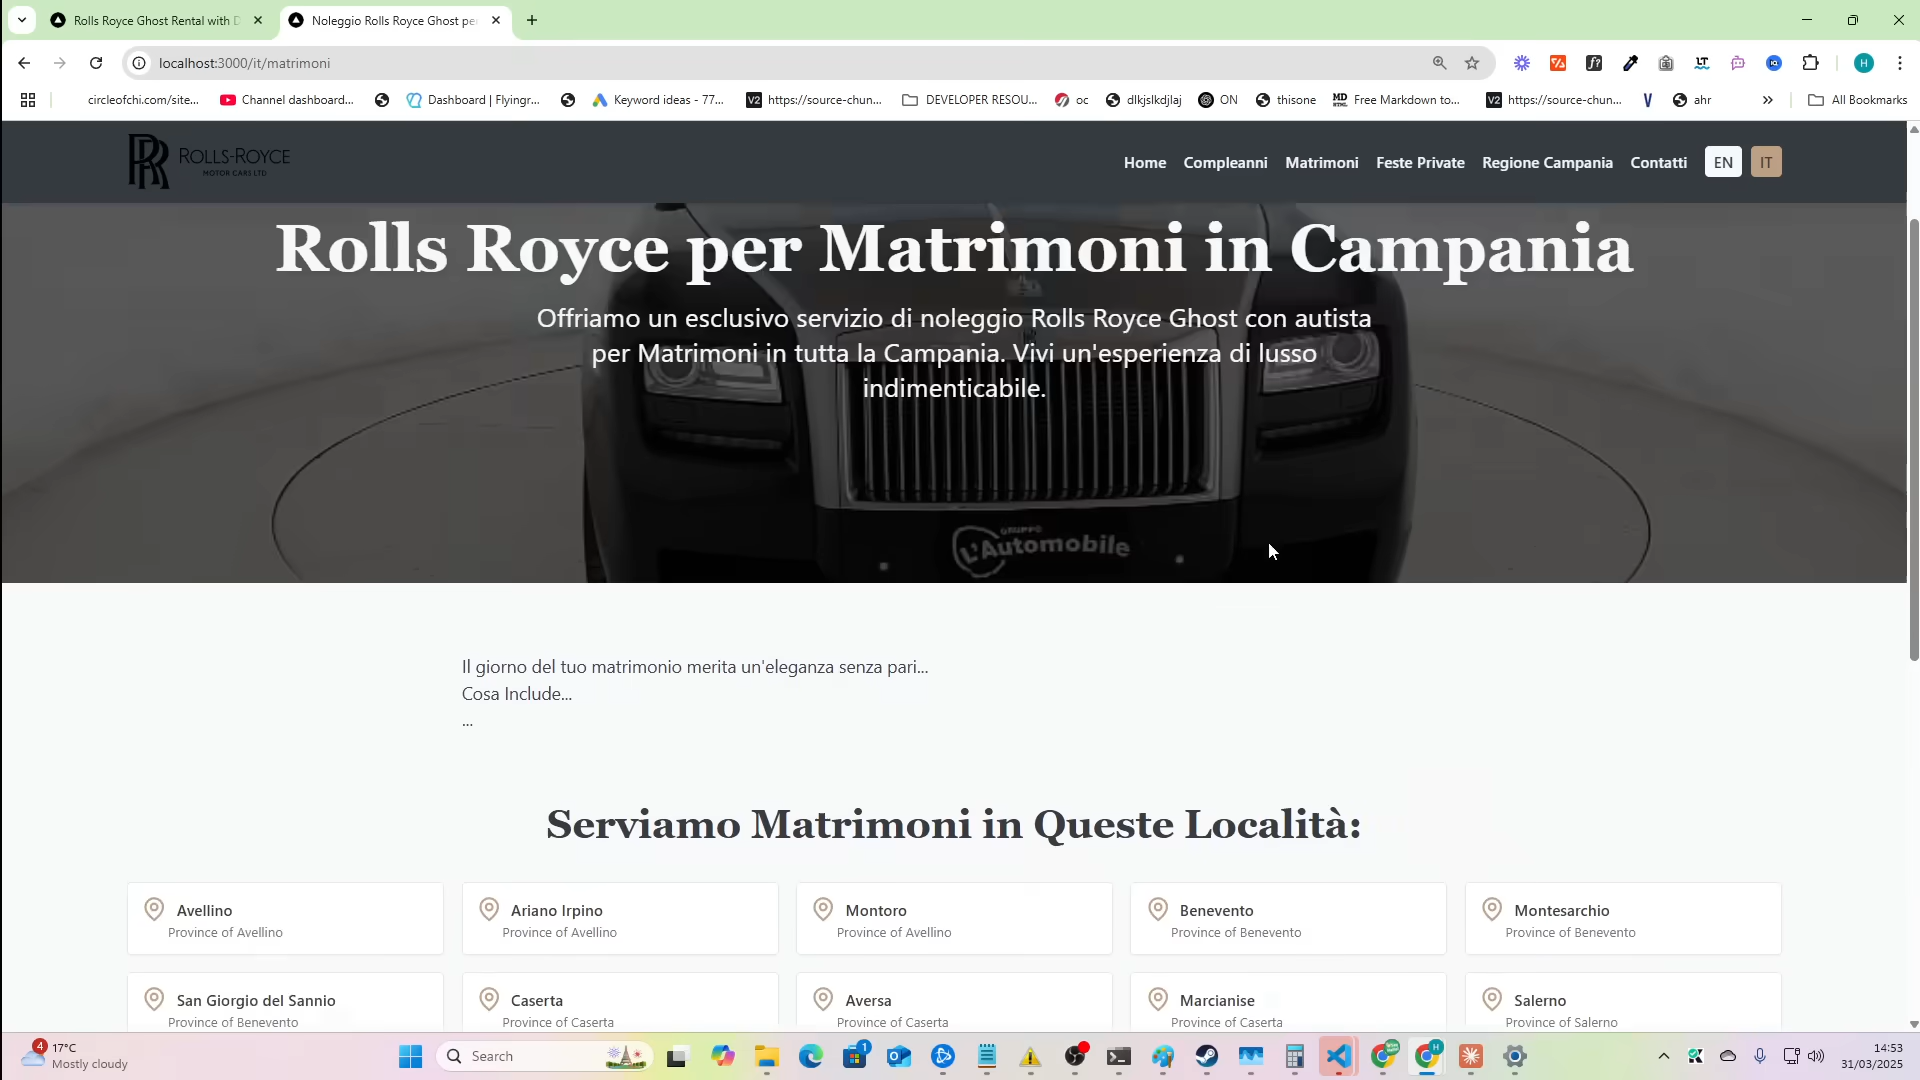 Rolls Royce Ghost Rental with D
Noleggio Rolls Royce Ghost pe
localhost:3000/it/matrimoni
circleofchi.com/site...
Channel dashboard...
Dashboard | Flyingr...
Keyword ideas - 77...
https://source-chun...
DEVELOPER RESOU...
oc
dlkjslkdjlaj
ON
thisone
Free Markdown to...
https://source-chun...
ahr
All Bookmarks
ROLLS-ROYCE
MOTOR CARS LTD
Home
Compleanni
Matrimoni
Feste Private
Regione Campania
Contatti
EN
IT
Rolls Royce per Matrimoni in Campania
Offriamo un esclusivo servizio di noleggio Rolls Royce Ghost con autista
per Matrimoni in tutta la Campania. Vivi un'esperienza di lusso
indimenticabile.
GRUPPO
L'Automobile
Il giorno del tuo matrimonio merita un'eleganza senza pari...
Cosa Include...
...
Serviamo Matrimoni in Queste Località:
Avellino
Province of Avellino
Ariano Irpino
Province of Avellino
Montoro
Province of Avellino
Benevento
Province of Benevento
Montesarchio
Province of Benevento
San Giorgio del Sannio
Province of Benevento
Caserta
Province of Caserta
Aversa
Province of Caserta
Marcianise
Province of Caserta
Salerno
Province of Salerno
4
17°C
Mostly cloudy
Search
1
14:53
31/03/2025